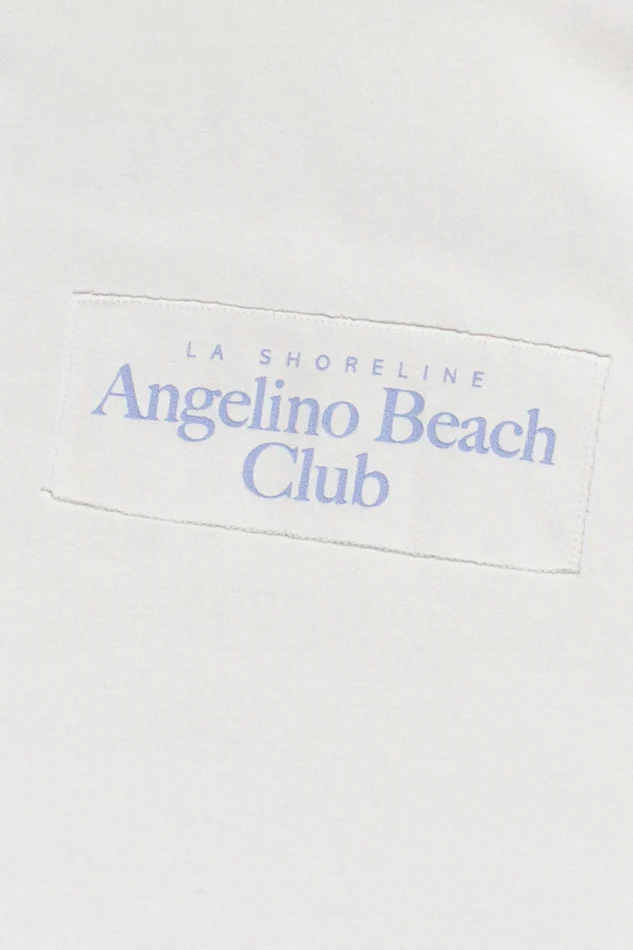 LA SHORELINE
Angelino Beach
Club